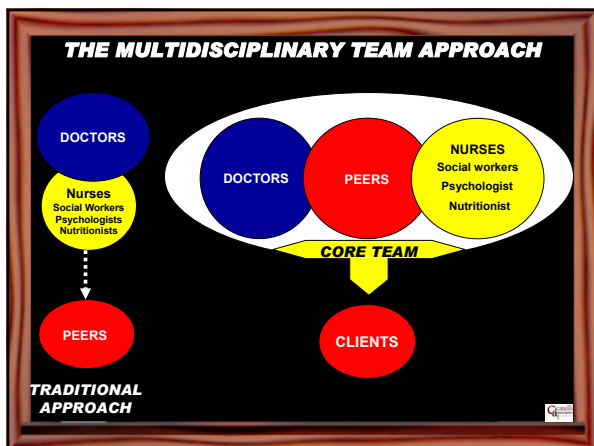 THE MULTIDISCIPLINARY TEAM APPROACH
DOCTORS
Nurses
Social Workers
Psychologists
Nutritionists
PEERS
TRADITIONAL
APPROACH
DOCTORS
PEERS
NURSES
Social workers
Psychologist
Nutritionist
CORE TEAM
CLIENTS